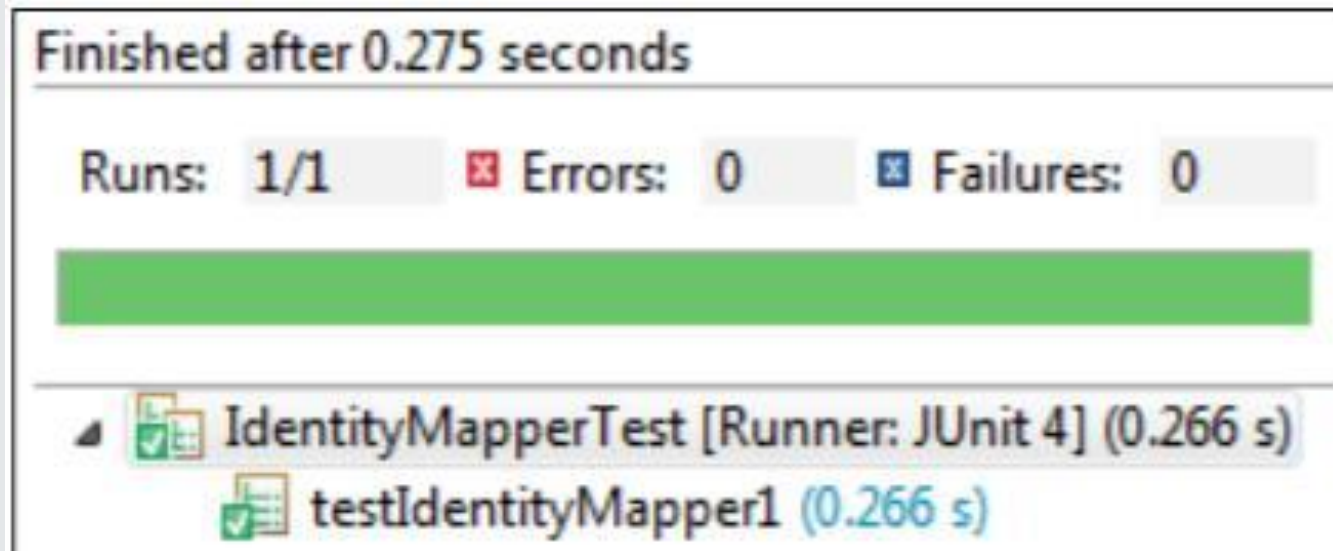 Finished after 0.275 seconds
Runs: 1/1 Errors: 0 Failures: 0
IdentityMapperTest [Runner: JUnit 4] (0.266 s)
testIdentityMapper1 (0.266 s)